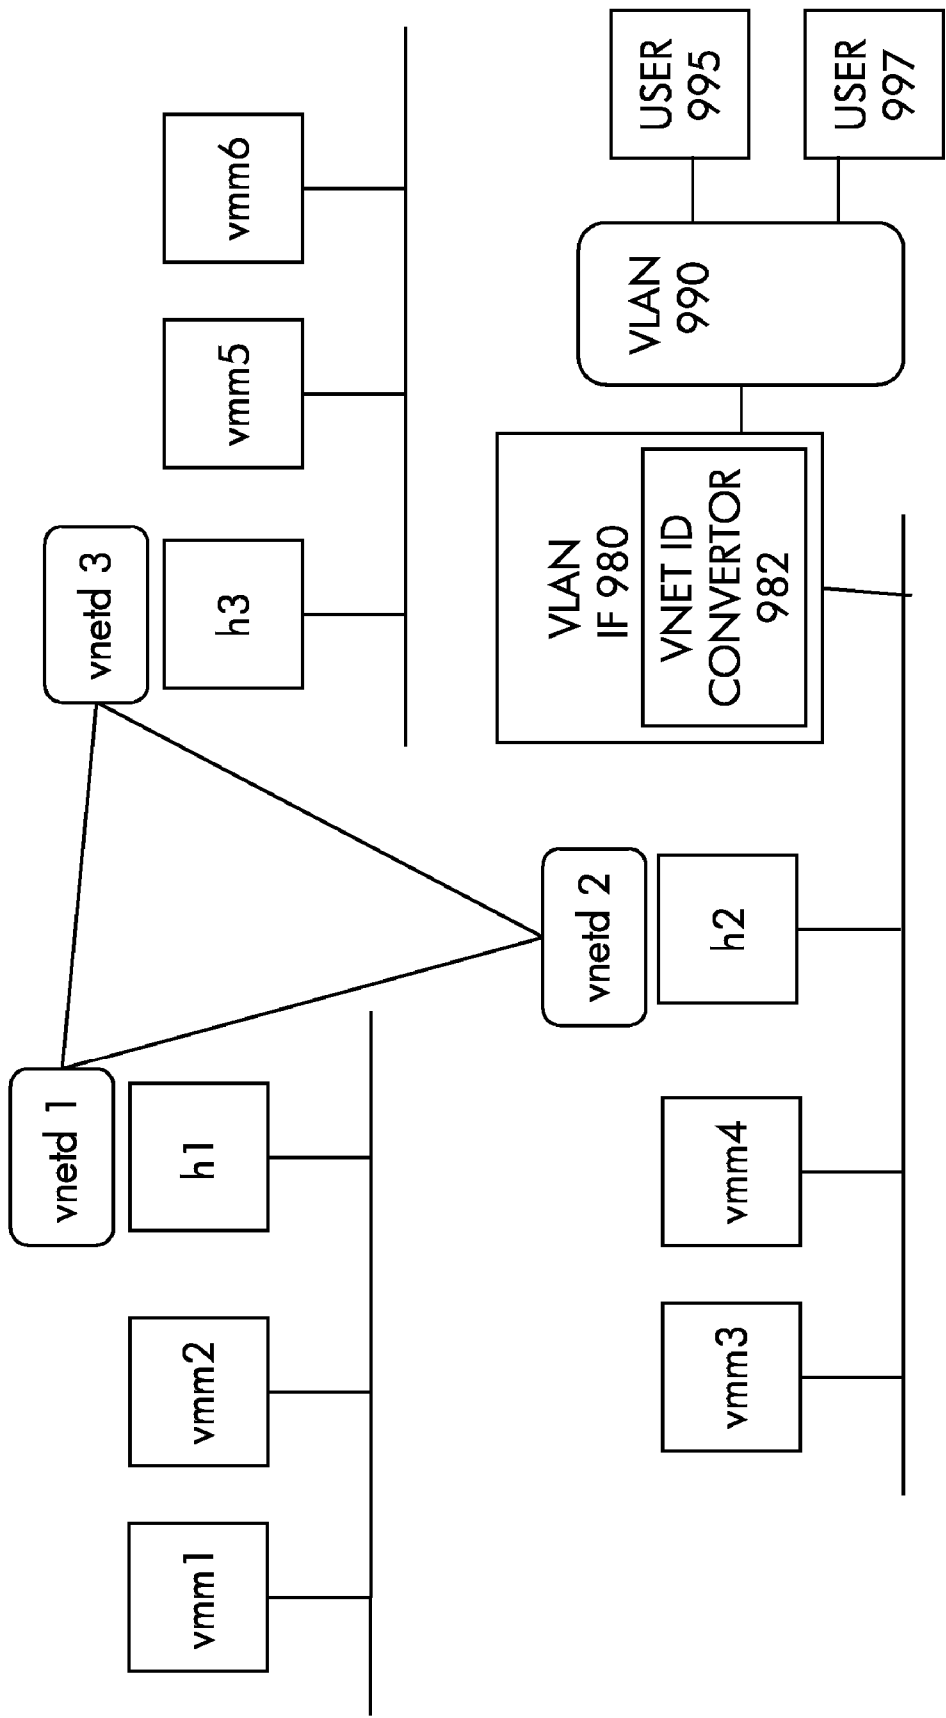 vnetd 1
vnetd 3
vmm1
vmm2
h1
h3
vmm5
vmm6
vnetd 2
vmm3
vmm4
h2
VLAN
IF 980
VNET ID
CONVERTOR
982
VLAN
990
USER
995
USER
997